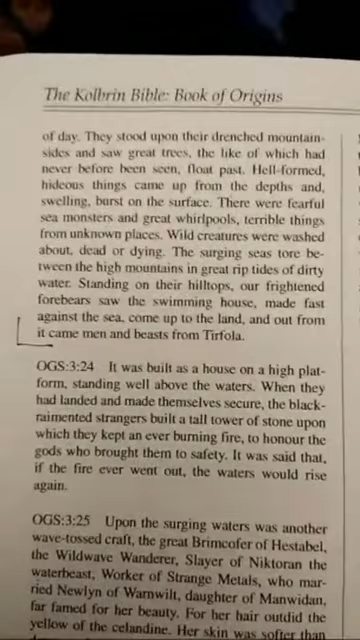 The Kolbrin Bible: Book of Origins
of day. They stood upon their drenched mountain-
sides and saw great trees, the like of which had
never before been seen, float past. Hell-formed,
hideous things came up from the depths and,
swelling, burst on the surface. There were fearful
sea monsters and great whirlpools, terrible things
from unknown places. Wild creatures were washed
about, dead or dying. The surging seas tore be-
tween the high mountains in great rip tides of dirty
water. Standing on their hilltops, our frightened
forebears saw the swimming house, made fast
against the sea, come up to the land, and out from
it came men and beasts from Tirfola.
OGS:3:24 It was built as a house on a high plat-
form, standing well above the waters. When they
had landed and made themselves secure, the black-
raimented strangers built a tall tower of stone upon
which they kept an ever burning fire, to honour the
gods who brought them to safety. It was said that,
if the fire ever went out, the waters would rise
again.
OGS:3:25 Upon the surging waters was another
wave-tossed craft, the great Brimcofer of Hestabel,
the Wildwave Wanderer, Slayer of Niktoran the
waterbeast, Worker of Strange Metals, who mar-
ried Newlyn of Warnwilt, daughter of Manwidan,
far famed for her beauty. For her hair outdid the
yellow of the celandine. Her skin was softer than